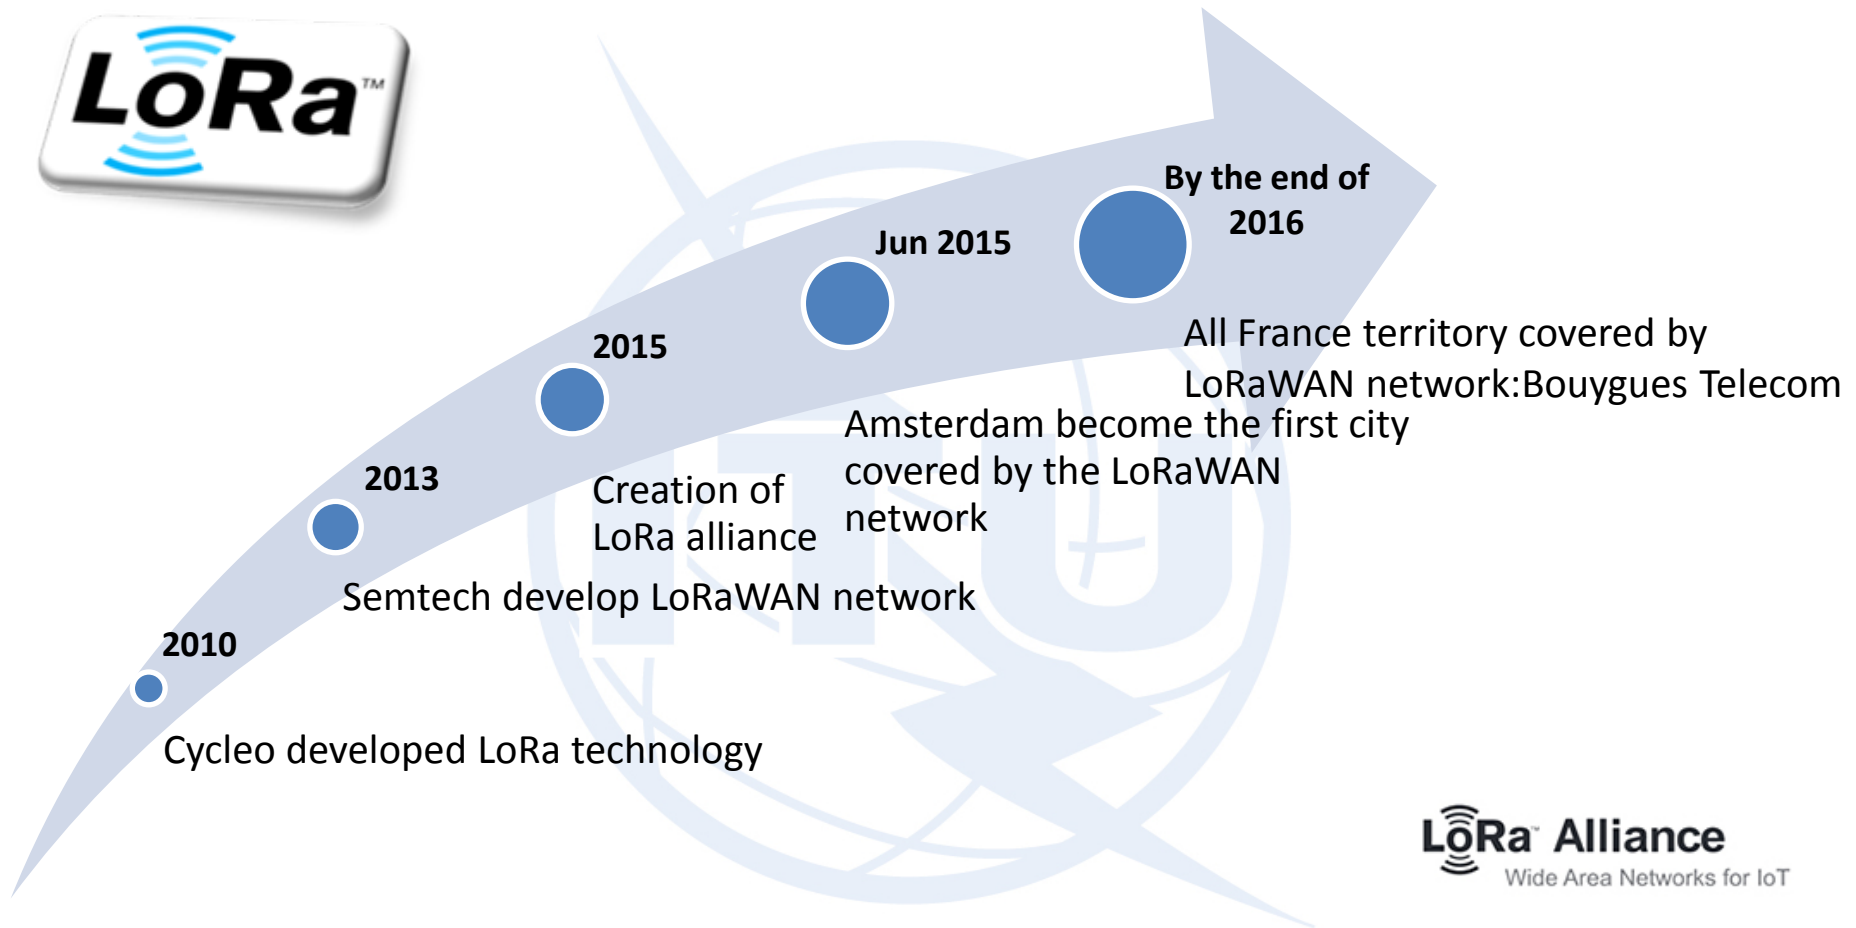 LoRa™
By the end of
2016
Jun 2015
2015
2013
2010
All France territory covered by
LoRaWAN network:Bouygues Telecom
Amsterdam become the first city
covered by the LoRaWAN
network
Creation of
LoRa alliance
Semtech develop LoRaWAN network
Cycleo developed LoRa technology
ITU
LoRa™ Alliance
Wide Area Networks for IoT